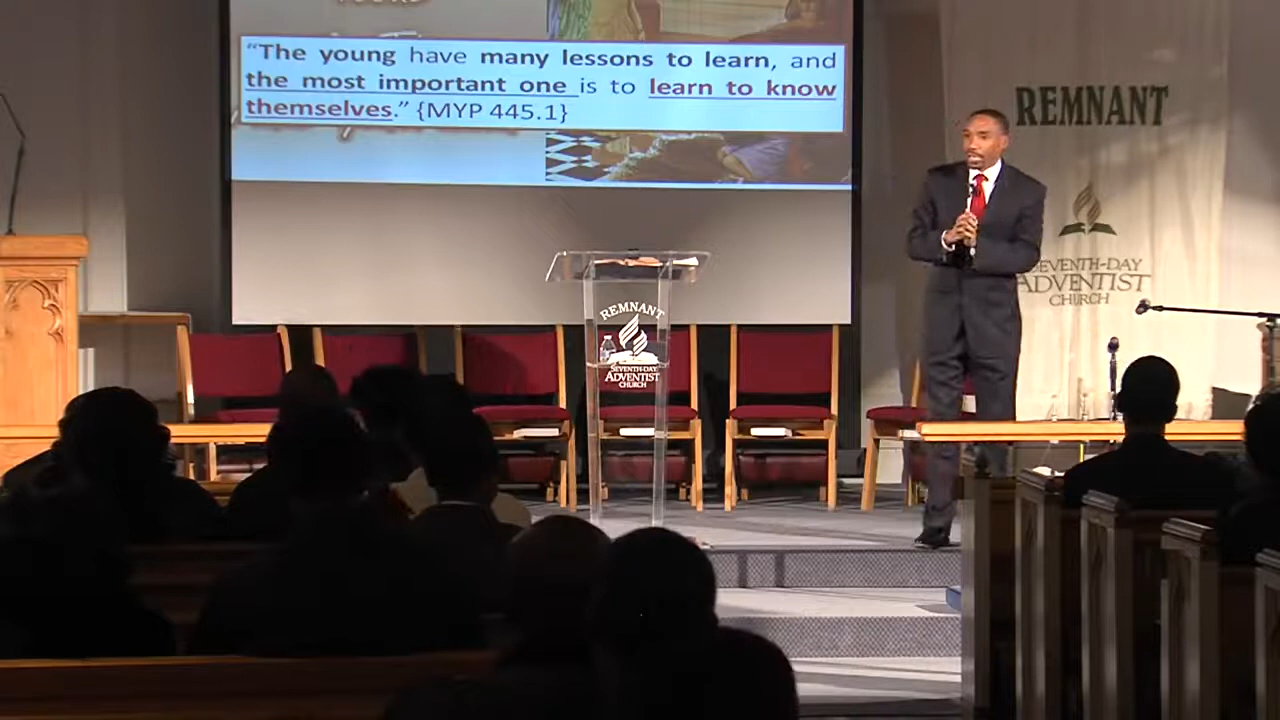 “The young have many lessons to learn, and
the most important one is to learn to know
themselves.” {MYP 445.1}
REMNANT
SEVENTH-DAY
ADVENTIST
CHURCH
REMNANT
SEVENTH-DAY
ADVENTIST
CHURCH